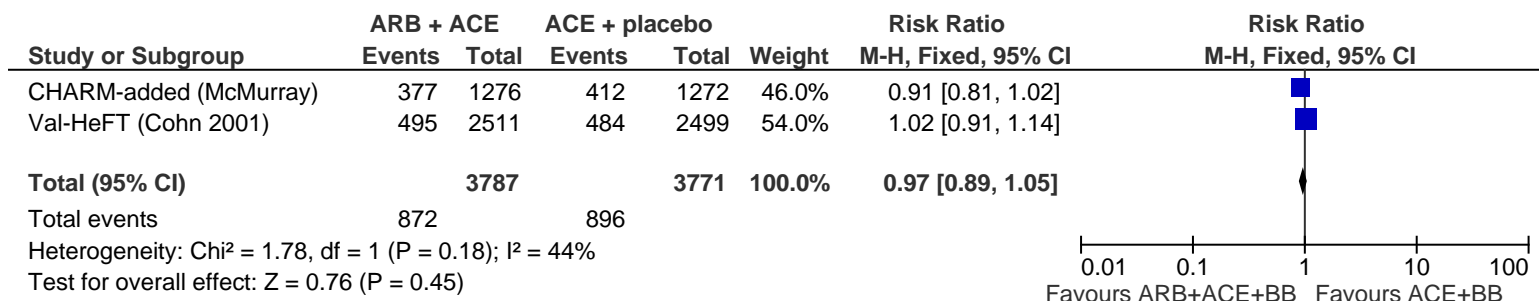 ARB + ACE ACE + placebo Risk Ratio Risk Ratio
Study or Subgroup Events Total Events Total Weight M-H, Fixed, 95% CI M-H, Fixed, 95% CI
CHARM-added (McMurray) 377 1276 412 1272 46.0% 0.91 [0.81, 1.02]
Val-HeFT (Cohn 2001) 495 2511 484 2499 54.0% 1.02 [0.91, 1.14]
Total (95% CI) 3787 3771 100.0% 0.97 [0.89, 1.05]
Total events 872 896
Heterogeneity: Chi² = 1.78, df = 1 (P = 0.18); I² = 44%
Test for overall effect: Z = 0.76 (P = 0.45)
0.01 0.1 1 10 100
Favours ARB+ACE+BB Favours ACE+BB